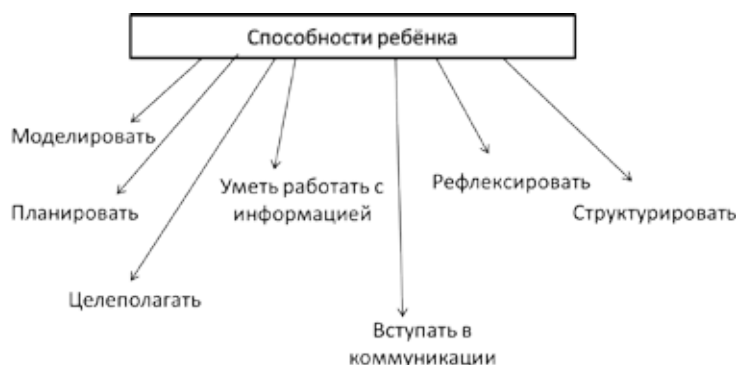 Способности ребёнка
Моделировать
Планировать
Целеполагать
Уметь работать с
информацией
Вступать в
коммуникации
Рефлексировать
Структурировать